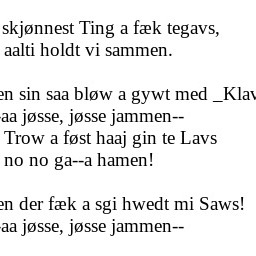 skjønnest Ting a fæk tegavs,
aalti holdt vi sammen.
en sin saa bløw a gywt med _Klav
aa jøsse, jøsse jammen--
Trow a føst haaj gin te Lavs
no no ga--a hamen!
en der fæk a sgi hwedt mi Saws!
aa jøsse, jøsse jammen--